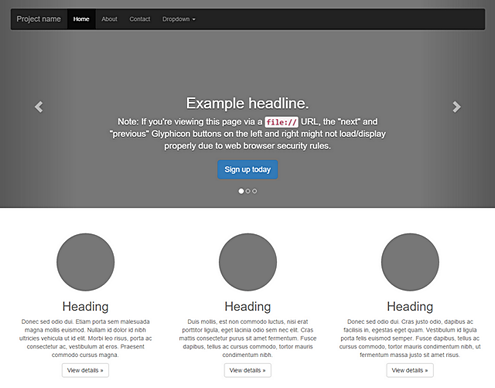 Project name Home About Contact Dropdown
Example headline.
Note: If you're viewing this page via a file:// URL, the "next" and
"previous" Glyphicon buttons on the left and right might not load/display
properly due to web browser security rules.
Sign up today
Heading
Donec sed odio dui. Etiam porta sem malesuada
magna mollis euismod. Nullam id dolor id nibh
ultricies vehicula ut id elit. Morbi leo risus, porta ac
consectetur ac, vestibulum at eros. Praesent
commodo cursus magna.
View details »
Heading
Duis mollis, est non commodo luctus, nisi erat
porttitor ligula, eget lacinia odio sem nec elit. Cras
mattis consectetur purus sit amet fermentum. Fusce
dapibus, tellus ac cursus commodo, tortor mauris
condimentum nibh.
View details »
Heading
Donec sed odio dui. Cras justo odio, dapibus ac
facilisis in, egestas eget quam. Vestibulum id ligula
porta felis euismod semper. Fusce dapibus, tellus ac
cursus commodo, tortor mauris condimentum nibh, ut
fermentum massa justo sit amet risus.
View details »